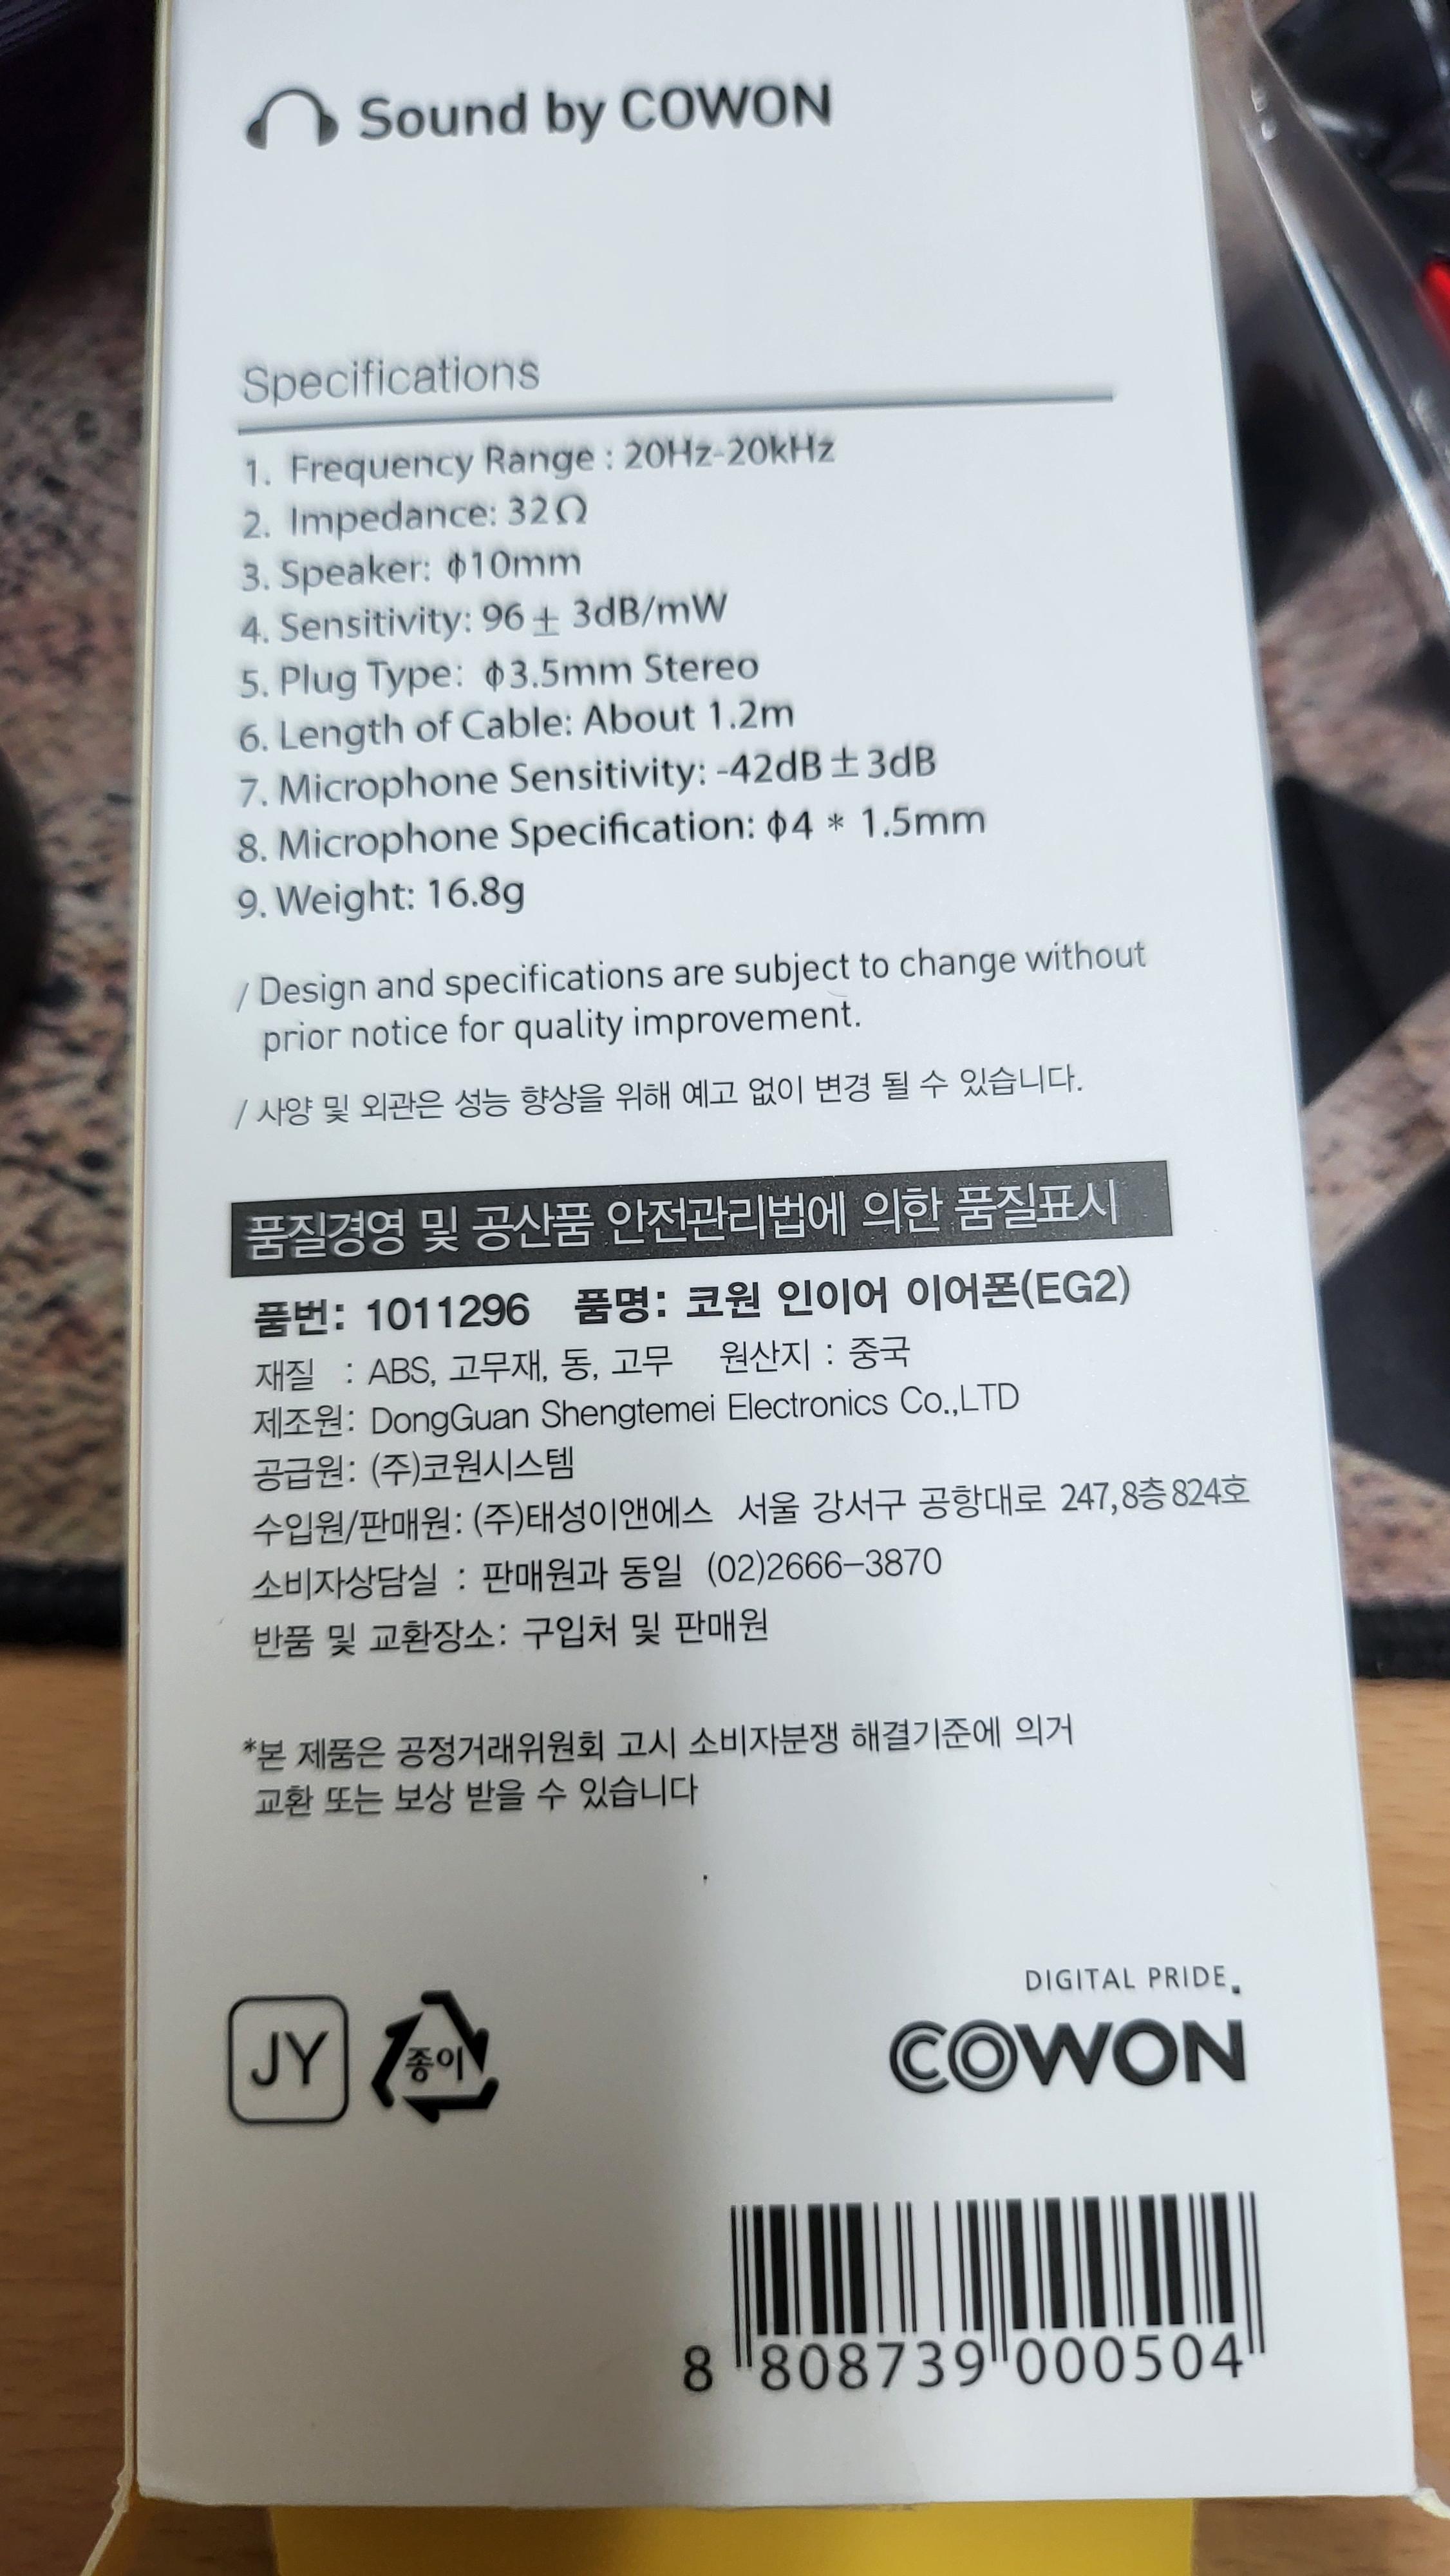 Sound by COWON
Specifications
1. Frequency Range : 20Hz-20kHz
2. Impedance: 32Ω
3. Speaker: ϕ10mm
4. Sensitivity: 96± 3dB/mW
5. Plug Type: ϕ3.5mm Stereo
6. Length of Cable: About 1.2m
7. Microphone Sensitivity: -42dB±3dB
8. Microphone Specification: ϕ4 * 1.5mm
9. Weight: 16.8g
/ Design and specifications are subject to change without
prior notice for quality improvement.
/ 사양 및 외관은 성능 향상을 위해 예고 없이 변경 될 수 있습니다.
품질경영 및 공산품 안전관리법에 의한 품질표시
품번: 1011296 품명: 코원 인이어 이어폰(EG2)
재질 : ABS, 고무재, 동, 고무 원산지 : 중국
제조원: DongGuan Shengtemei Electronics Co.,LTD
공급원: (주)코원시스템
수입원/판매원: (주)태성이앤에스 서울 강서구 공항대로 247,8층824호
소비자상담실 : 판매원과 동일 (02)2666-3870
반품 및 교환장소: 구입처 및 판매원
*본 제품은 공정거래위원회 고시 소비자분쟁 해결기준에 의거
교환 또는 보상 받을 수 있습니다
DIGITAL PRIDE.
JY 종이 COWON
8 808739 000504